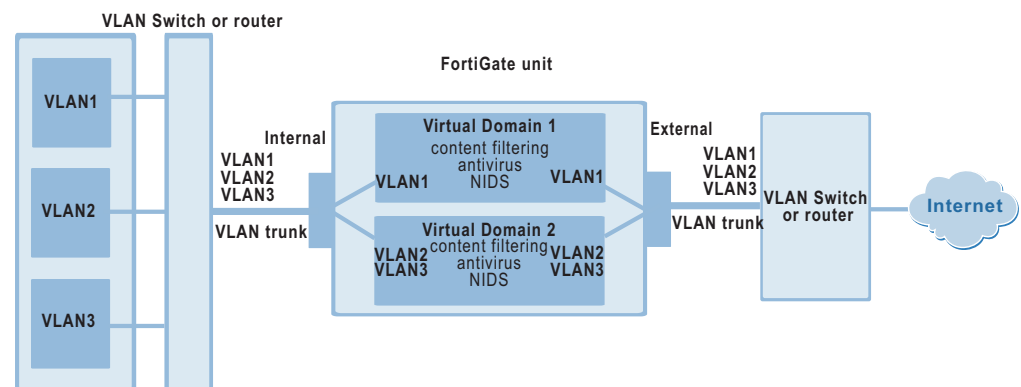 VLAN Switch or router
FortiGate unit
VLAN1
VLAN2
VLAN3
Internal
VLAN1
VLAN2
VLAN3
VLAN trunk
Virtual Domain 1
content filtering
antivirus
NIDS
VLAN1
VLAN1
Virtual Domain 2
content filtering
antivirus
NIDS
VLAN2
VLAN3
VLAN2
VLAN3
External
VLAN1
VLAN2
VLAN3
VLAN trunk
VLAN Switch
or router
Internet